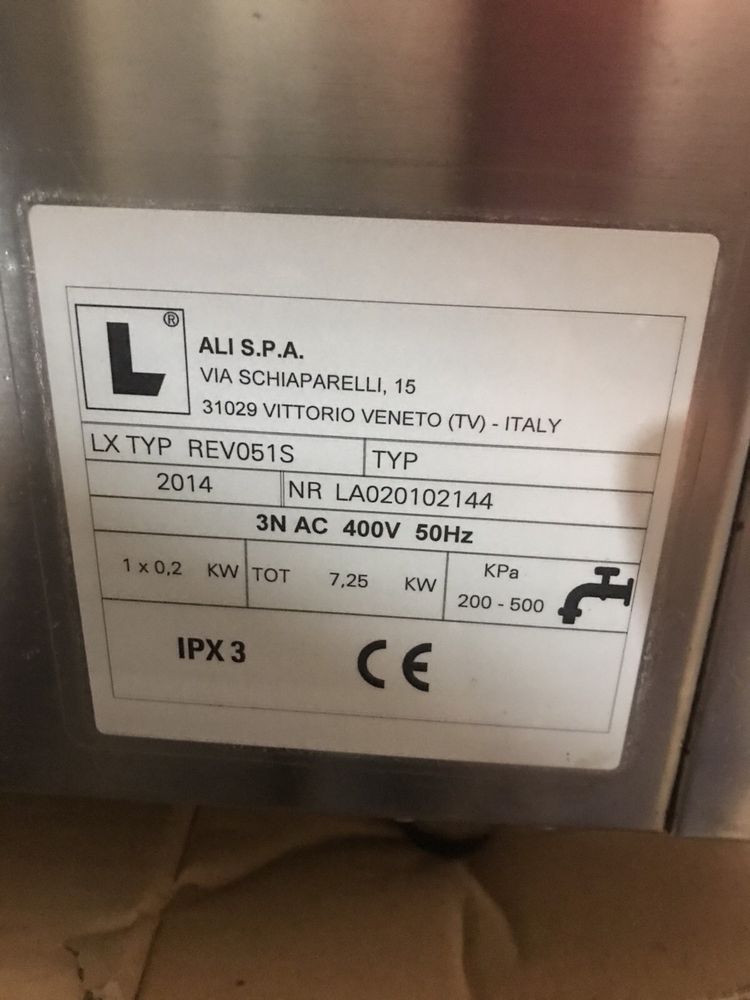 L ®
ALI S.P.A.
VIA SCHIAPARELLI, 15
31029 VITTORIO VENETO (TV) - ITALY
LX TYP REV051S TYP
2014 NR LA020102144
3N AC 400V 50Hz
1 x 0,2 KW TOT 7,25 KW KPa
200 - 500
IPX 3 CE